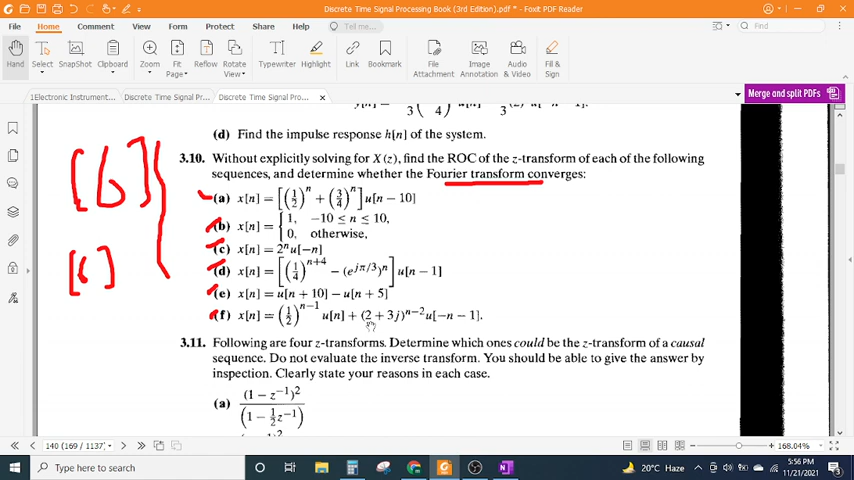 Discrete Time Signal Processing Book (3rd Edition).pdf * - Foxit PDF Reader
File Home Comment View Form Protect Share Help Tell me... Find
Hand Select SnapShot Clipboard Zoom Fit Page Reflow Rotate View Typewriter Highlight Link Bookmark File Attachment Image Annotation Audio & Video Fill & Sign
1Electronic Instrument... Discrete Time Signal Pro... Discrete Time Signal Pro... × Merge and split PDFs
(d) Find the impulse response h[n] of the system.
3.10. Without explicitly solving for X(z), find the ROC of the z-transform of each of the following
sequences, and determine whether the Fourier transform converges:
(a) x[n] = [(1/2)^n + (3/4)^n] u[n − 10]
(b) x[n] = { 1, −10 ≤ n ≤ 10,
0, otherwise,
(c) x[n] = 2^n u[−n]
(d) x[n] = [(1/4)^{n+4} − (e^{jπ/3})^n] u[n − 1]
(e) x[n] = u[n + 10] − u[n + 5]
(f) x[n] = (1/2)^{n−1} u[n] + (2 + 3j)^{n−2} u[−n − 1].
3.11. Following are four z-transforms. Determine which ones could be the z-transform of a causal
sequence. Do not evaluate the inverse transform. You should be able to give the answer by
inspection. Clearly state your reasons in each case.
(a) (1 − z^{−1})^2 / (1 − 1/2 z^{−1})
140 (169 / 1137) 168.04%
Type here to search 20°C Haze 5:56 PM
11/21/2021